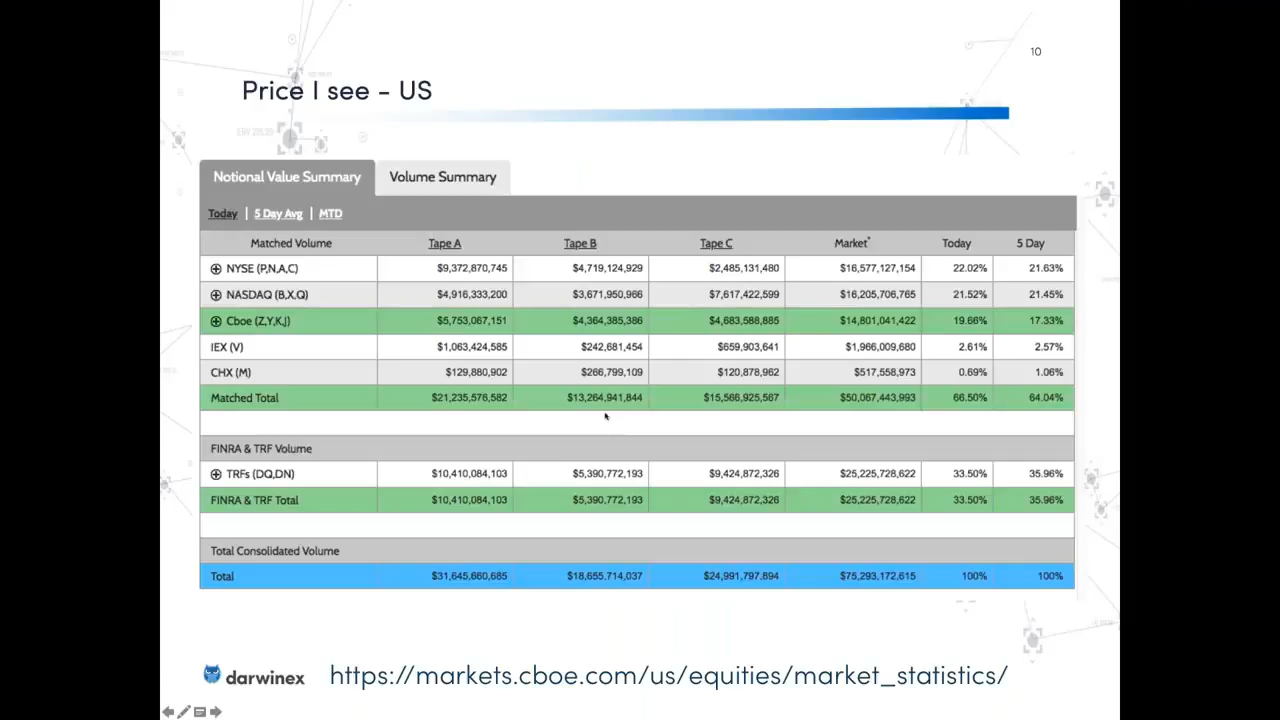 10
Price I see - US
Notional Value Summary Volume Summary
Today | 5 Day Avg | MTD
Matched Volume Tape A Tape B Tape C Market* Today 5 Day
NYSE (P,N,A,C) $9,372,870,745 $4,719,124,929 $2,485,131,480 $16,577,127,154 22.02% 21.63%
NASDAQ (B,X,Q) $4,916,333,200 $3,671,950,966 $7,617,422,599 $16,205,706,765 21.52% 21.45%
Cboe (Z,Y,K,J) $5,753,067,151 $4,364,385,386 $4,683,588,885 $14,801,041,422 19.66% 17.33%
IEX (V) $1,063,424,585 $242,681,454 $659,903,641 $1,966,009,680 2.61% 2.57%
CHX (M) $129,880,902 $266,799,109 $120,878,962 $517,558,973 0.69% 1.06%
Matched Total $21,235,576,582 $13,264,941,844 $15,566,925,567 $50,067,443,993 66.50% 64.04%
FINRA & TRF Volume
TRFs (DQ,DN) $10,410,084,103 $5,390,772,193 $9,424,872,326 $25,225,728,622 33.50% 35.96%
FINRA & TRF Total $10,410,084,103 $5,390,772,193 $9,424,872,326 $25,225,728,622 33.50% 35.96%
Total Consolidated Volume
Total $31,645,660,685 $18,655,714,037 $24,991,797,894 $75,293,172,615 100% 100%
darwinex https://markets.cboe.com/us/equities/market_statistics/